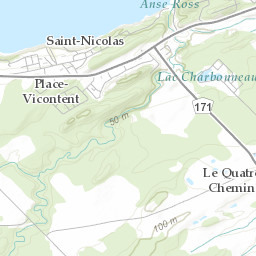 Anse Ross
Saint-Nicolas
Lac Charbonneau
Place-
Vicontent
171
50 m
Le Quatre
Chemin
100 m